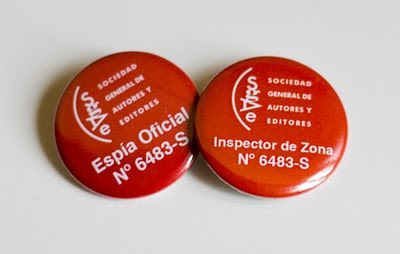 SOCIEDAD
GENERAL DE
AUTORES Y
EDITORES
sgae
Espía Oficial
Nº 6483-S
SOCIEDAD
GENERAL DE
AUTORES Y
EDITORES
sgae
Inspector de Zona
Nº 6483-S